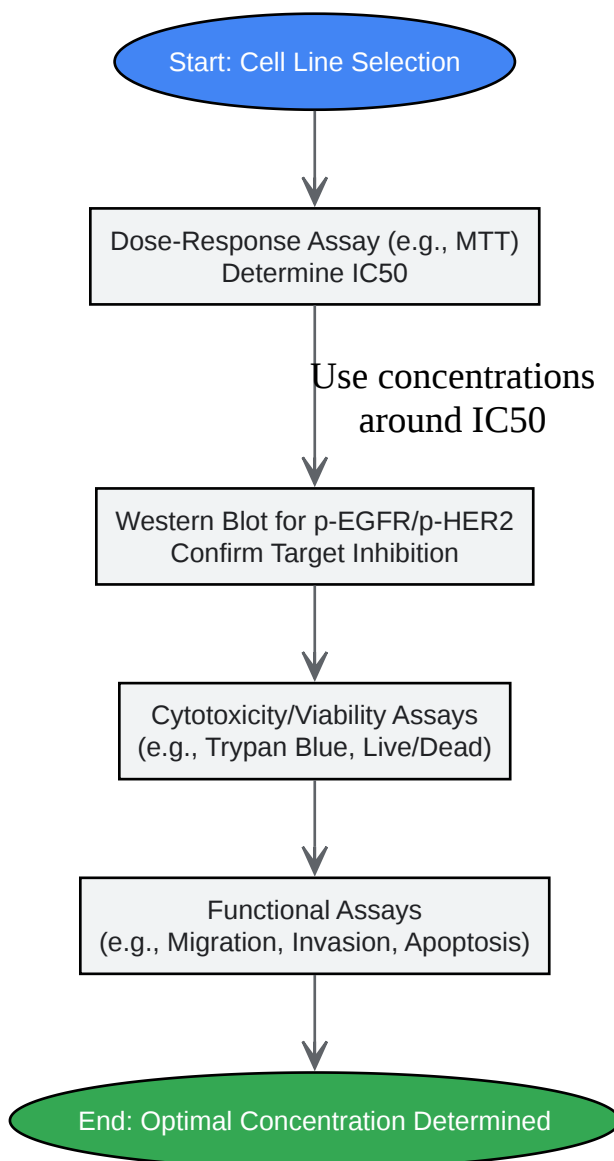 Start: Cell Line Selection
Dose-Response Assay (e.g., MTT)
Determine IC50
Use concentrations
around IC50
Western Blot for p-EGFR/p-HER2
Confirm Target Inhibition
Cytotoxicity/Viability Assays
(e.g., Trypan Blue, Live/Dead)
Functional Assays
(e.g., Migration, Invasion, Apoptosis)
End: Optimal Concentration Determined